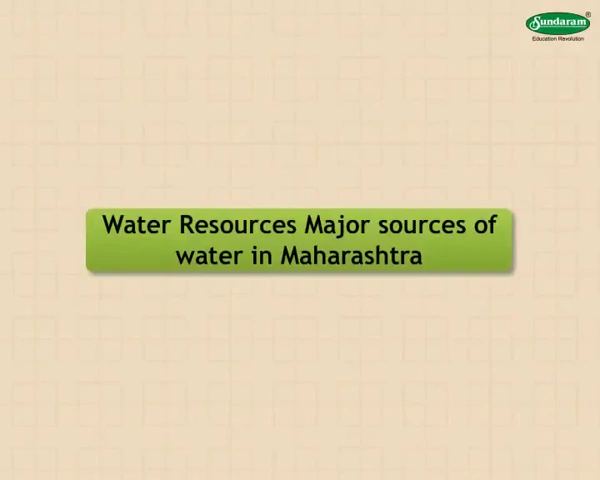 Sundaram®
Education Revolution
Water Resources Major sources of
water in Maharashtra